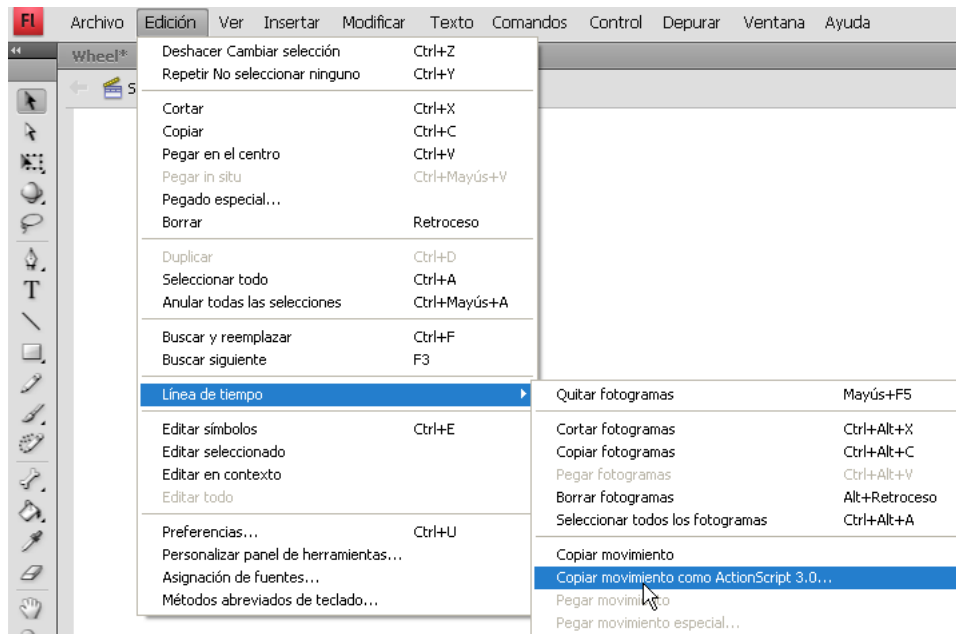 Fl Archivo Edición Ver Insertar Modificar Texto Comandos Control Depurar Ventana Ayuda
Wheel*
S
Deshacer Cambiar selección Ctrl+Z
Repetir No seleccionar ninguno Ctrl+Y
Cortar Ctrl+X
Copiar Ctrl+C
Pegar en el centro Ctrl+V
Pegar in situ Ctrl+Mayús+V
Pegado especial...
Borrar Retroceso
Duplicar Ctrl+D
Seleccionar todo Ctrl+A
Anular todas las selecciones Ctrl+Mayús+A
Buscar y reemplazar Ctrl+F
Buscar siguiente F3
Línea de tiempo
Editar símbolos Ctrl+E
Editar seleccionado
Editar en contexto
Editar todo
Preferencias... Ctrl+U
Personalizar panel de herramientas...
Asignación de fuentes...
Métodos abreviados de teclado...
Quitar fotogramas Mayús+F5
Cortar fotogramas Ctrl+Alt+X
Copiar fotogramas Ctrl+Alt+C
Pegar fotogramas Ctrl+Alt+V
Borrar fotogramas Alt+Retroceso
Seleccionar todos los fotogramas Ctrl+Alt+A
Copiar movimiento
Copiar movimiento como ActionScript 3.0...
Pegar movimiento
Pegar movimiento especial...
T